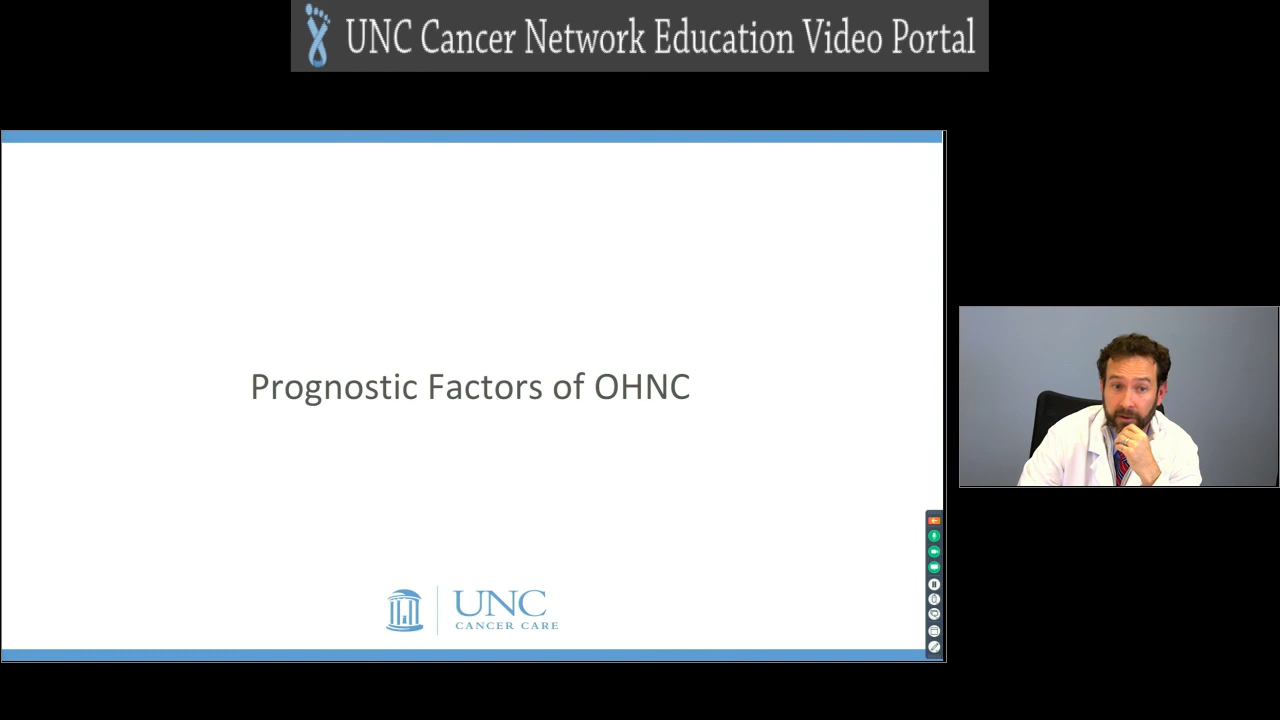 UNC Cancer Network Education Video Portal
Prognostic Factors of OHNC
UNC
CANCER CARE